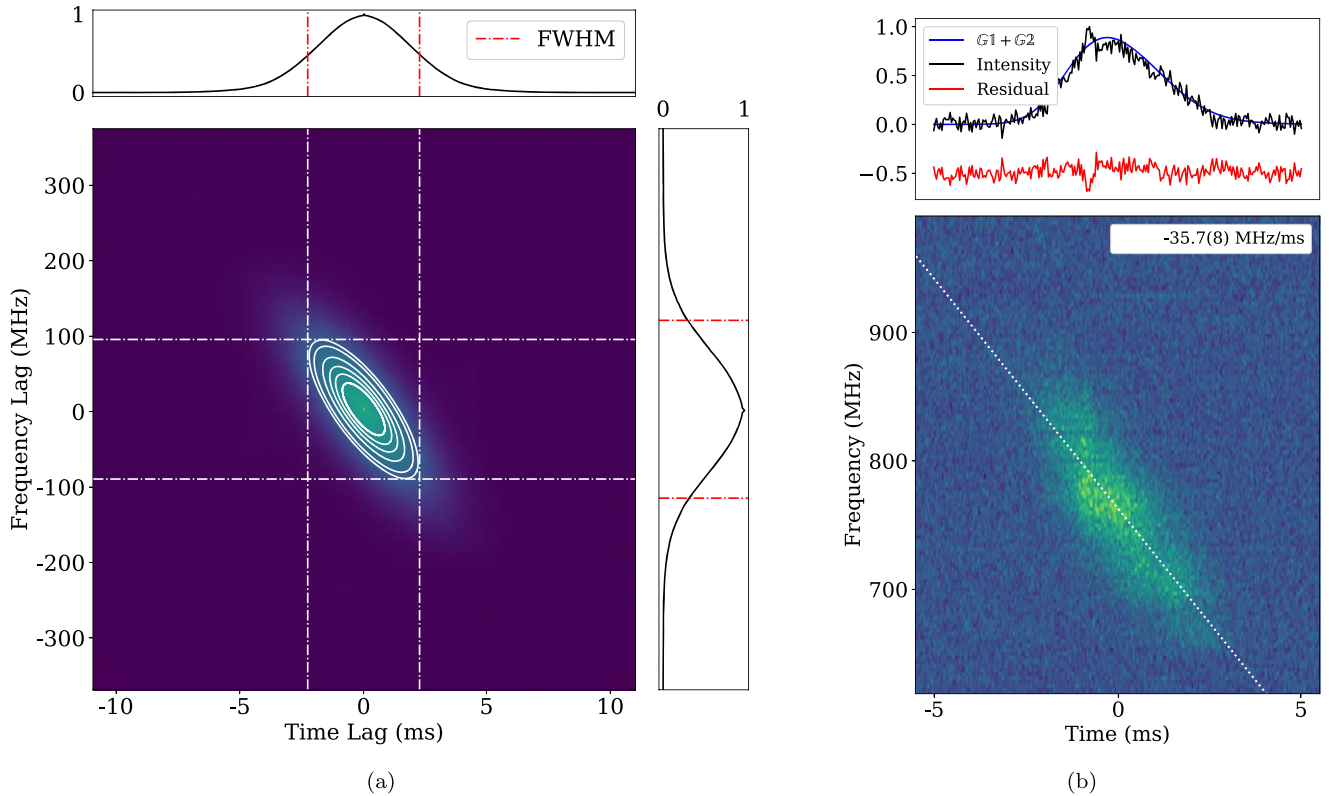 1
0
FWHM
0 1
300
200
100
0
-100
-200
-300
Frequency Lag (MHz)
-10 -5 0 5 10
Time Lag (ms)
(a)
1.0
0.5
0.0
−0.5
𝔾1 + 𝔾2
Intensity
Residual
-35.7(8) MHz/ms
900
800
700
Frequency (MHz)
-5 0 5
Time (ms)
(b)